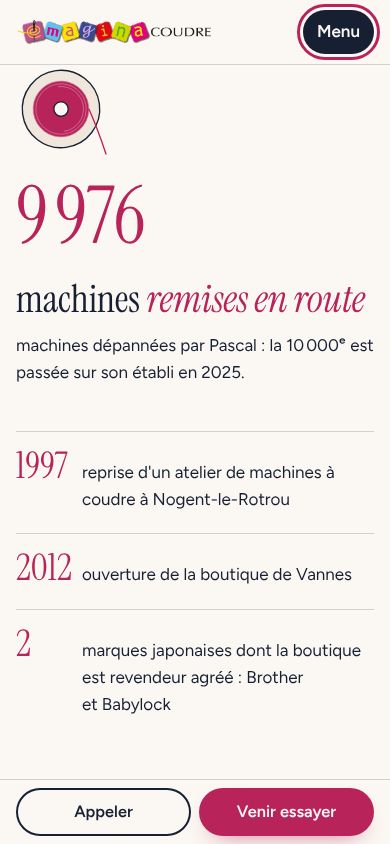 emagina COUDRE
Menu
9 976
machines remises en route
machines dépannées par Pascal : la 10 000ᵉ est
passée sur son établi en 2025.
1997 reprise d'un atelier de machines à
coudre à Nogent-le-Rotrou
2012 ouverture de la boutique de Vannes
2 marques japonaises dont la boutique
est revendeur agréé : Brother
et Babylock
Appeler
Venir essayer